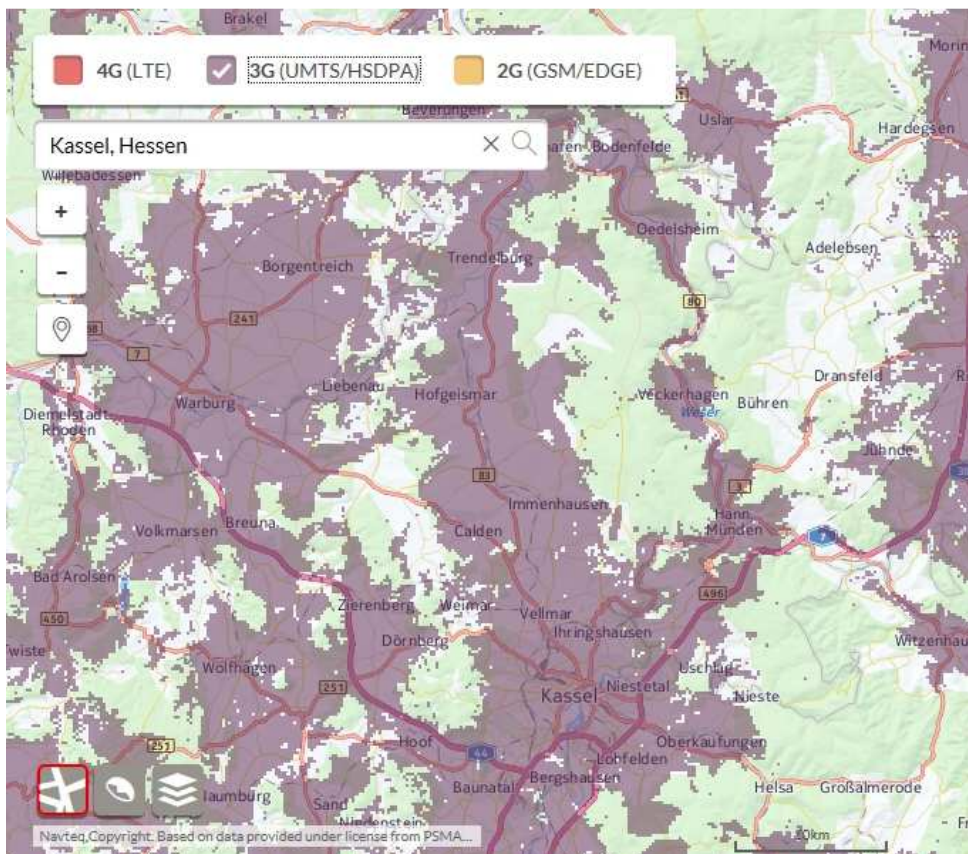 Brakel
4G (LTE)
3G (UMTS/HSDPA)
2G (GSM/EDGE)
Beverungen
Uslar
Hardegsen
Kassel, Hessen
Bodenfelde
Willebadessen
+
Oedelsheim
Adelebsen
Trendelburg
Borgentreich
-
80
241
7
Liebenau
Hofgeismar
Veckerhagen
Weser
Bühren
Dransfeld
Diemelstadt
Rhoden
Warburg
Jühnde
83
3
Immenhausen
Hann.
Münden
7
Volkmarsen
Breuna
Calden
Bad Arolsen
Zierenberg
Weimar
Vellmar
496
450
Dörnberg
Ihringshausen
Twiste
Wolfhagen
Uschlag
Witzenhau
251
Kassel
Niestetal
Nieste
251
Hoof
44
Oberkaufungen
Lohfelden
Bergshausen
Baunatal
Helsa
Großalmerode
Naumburg
Sand
Niedenstein
10km
Navteq,Copyright. Based on data provided under license from PSMA...